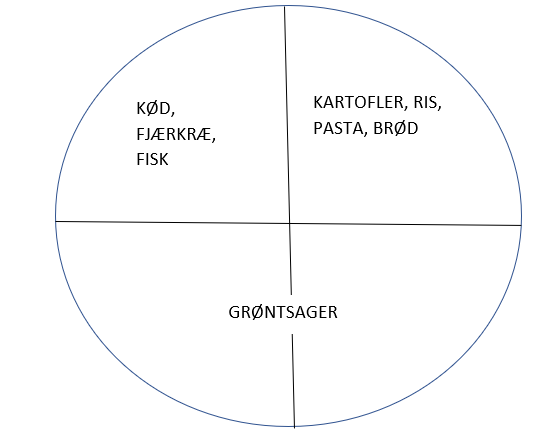 KØD,
FJÆRKRÆ,
FISK
KARTOFLER, RIS,
PASTA, BRØD
GRØNTSAGER